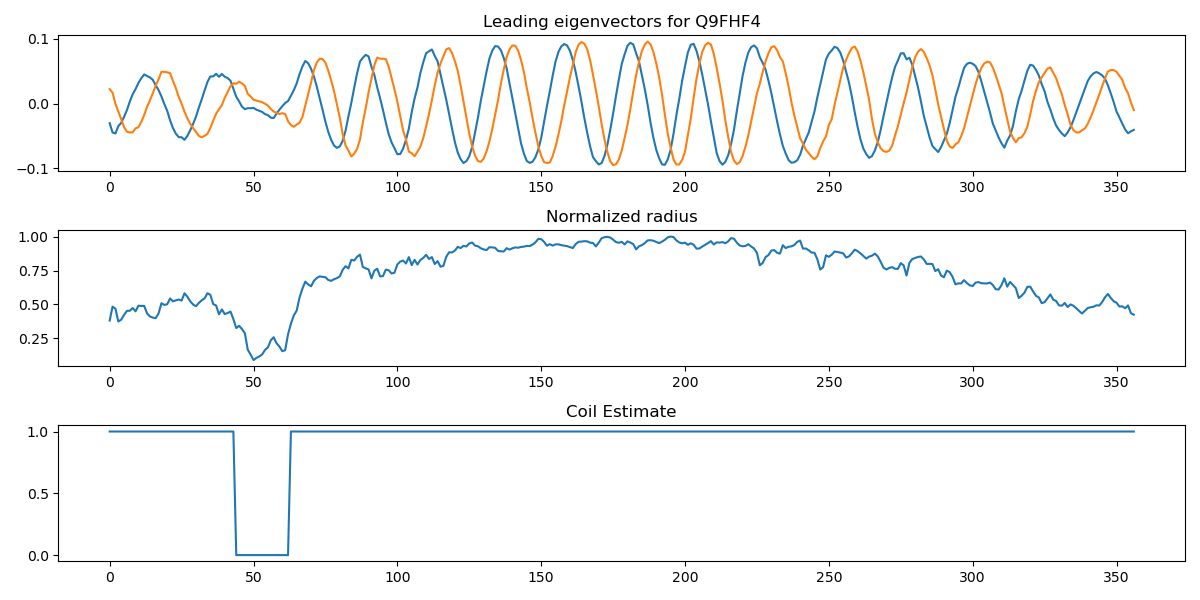 Leading eigenvectors for Q9FHF4
0.1
0.0
−0.1
0 50 100 150 200 250 300 350
Normalized radius
1.00
0.75
0.50
0.25
0 50 100 150 200 250 300 350
Coil Estimate
1.0
0.5
0.0
0 50 100 150 200 250 300 350